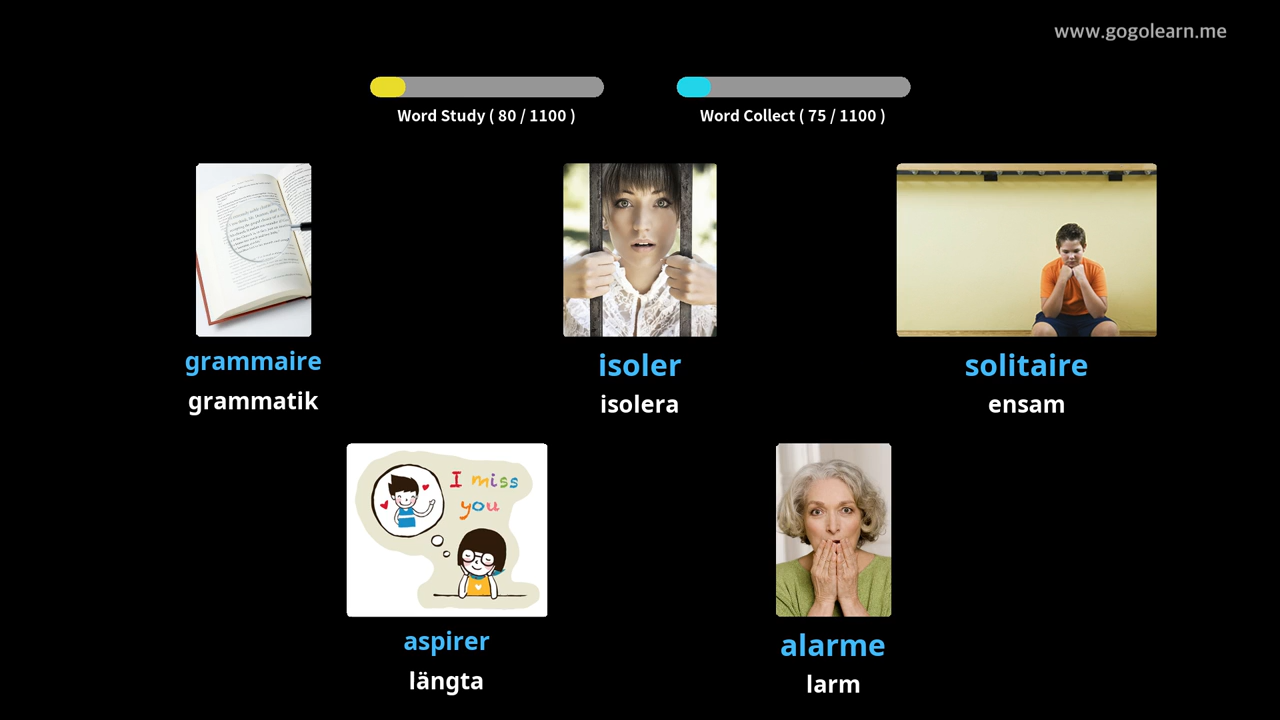 www.gogolearn.me
Word Study ( 80 / 1100 )
Word Collect ( 75 / 1100 )
grammaire
grammatik
isoler
isolera
solitaire
ensam
I miss
you
aspirer
längta
alarme
larm